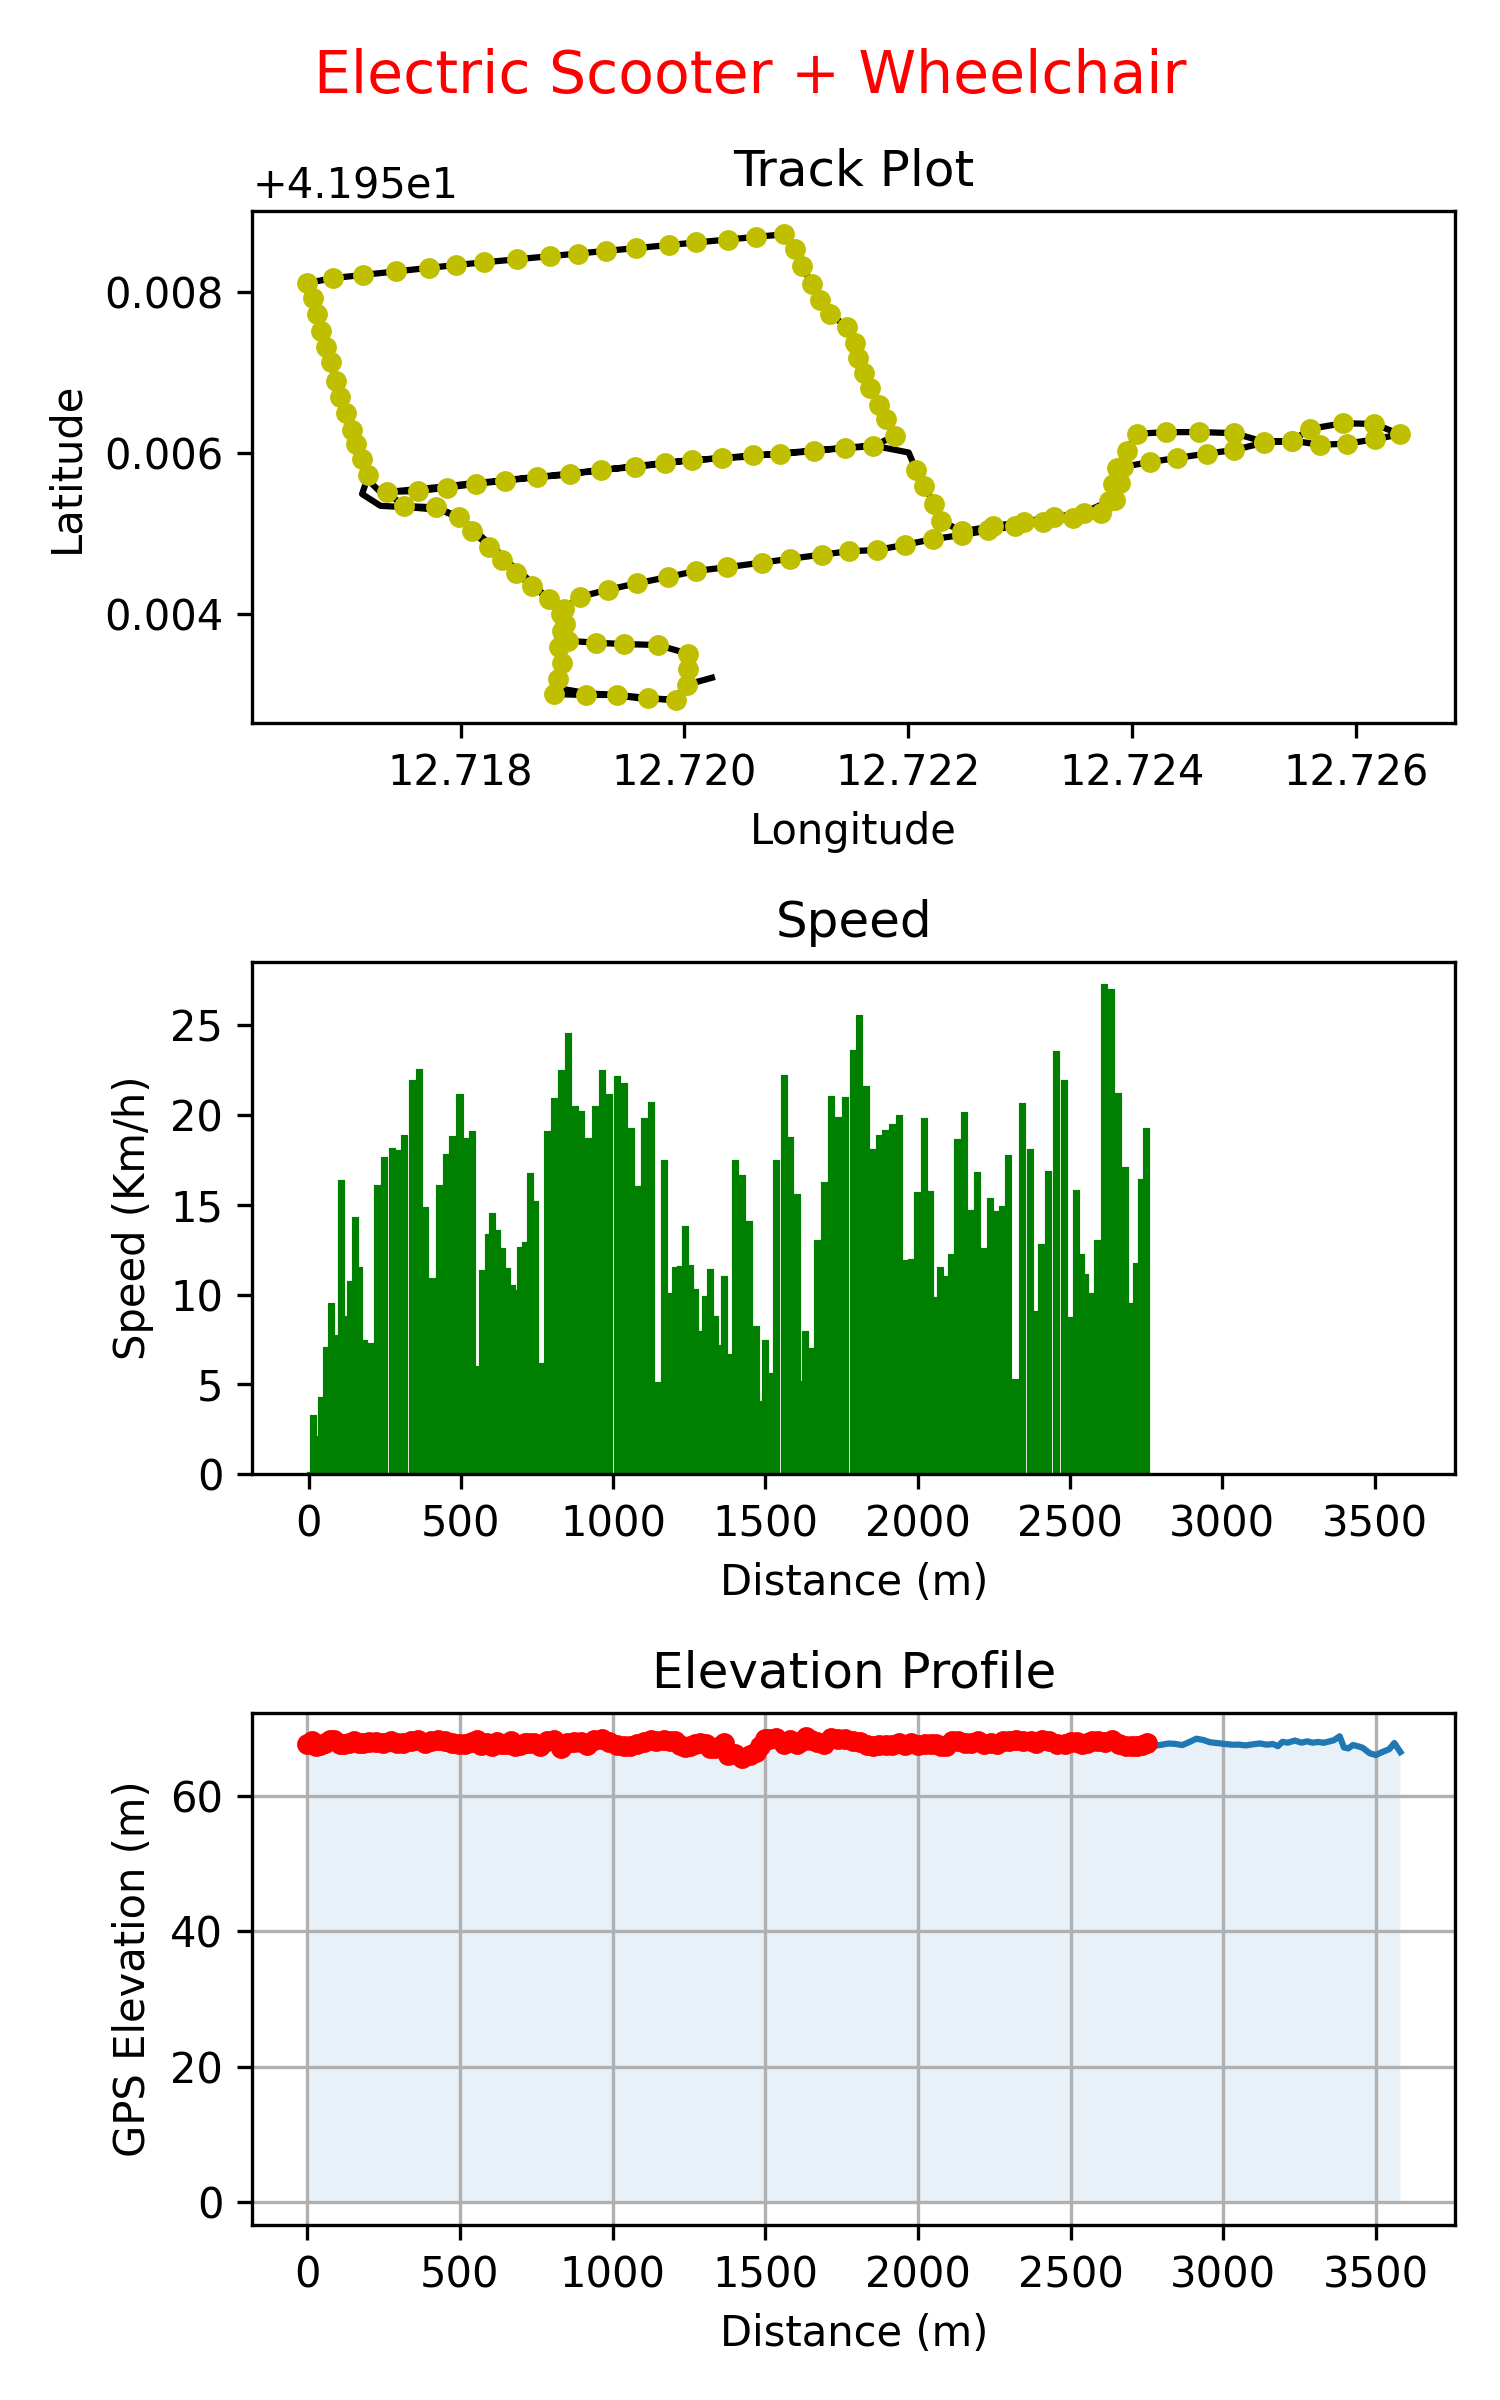 Electric Scooter + Wheelchair
Track Plot
+4.195e1
0.008
0.006
0.004
Latitude
12.718 12.720 12.722 12.724 12.726
Longitude
Speed
25
20
15
10
5
0
Speed (Km/h)
0 500 1000 1500 2000 2500 3000 3500
Distance (m)
Elevation Profile
60
40
20
0
GPS Elevation (m)
0 500 1000 1500 2000 2500 3000 3500
Distance (m)